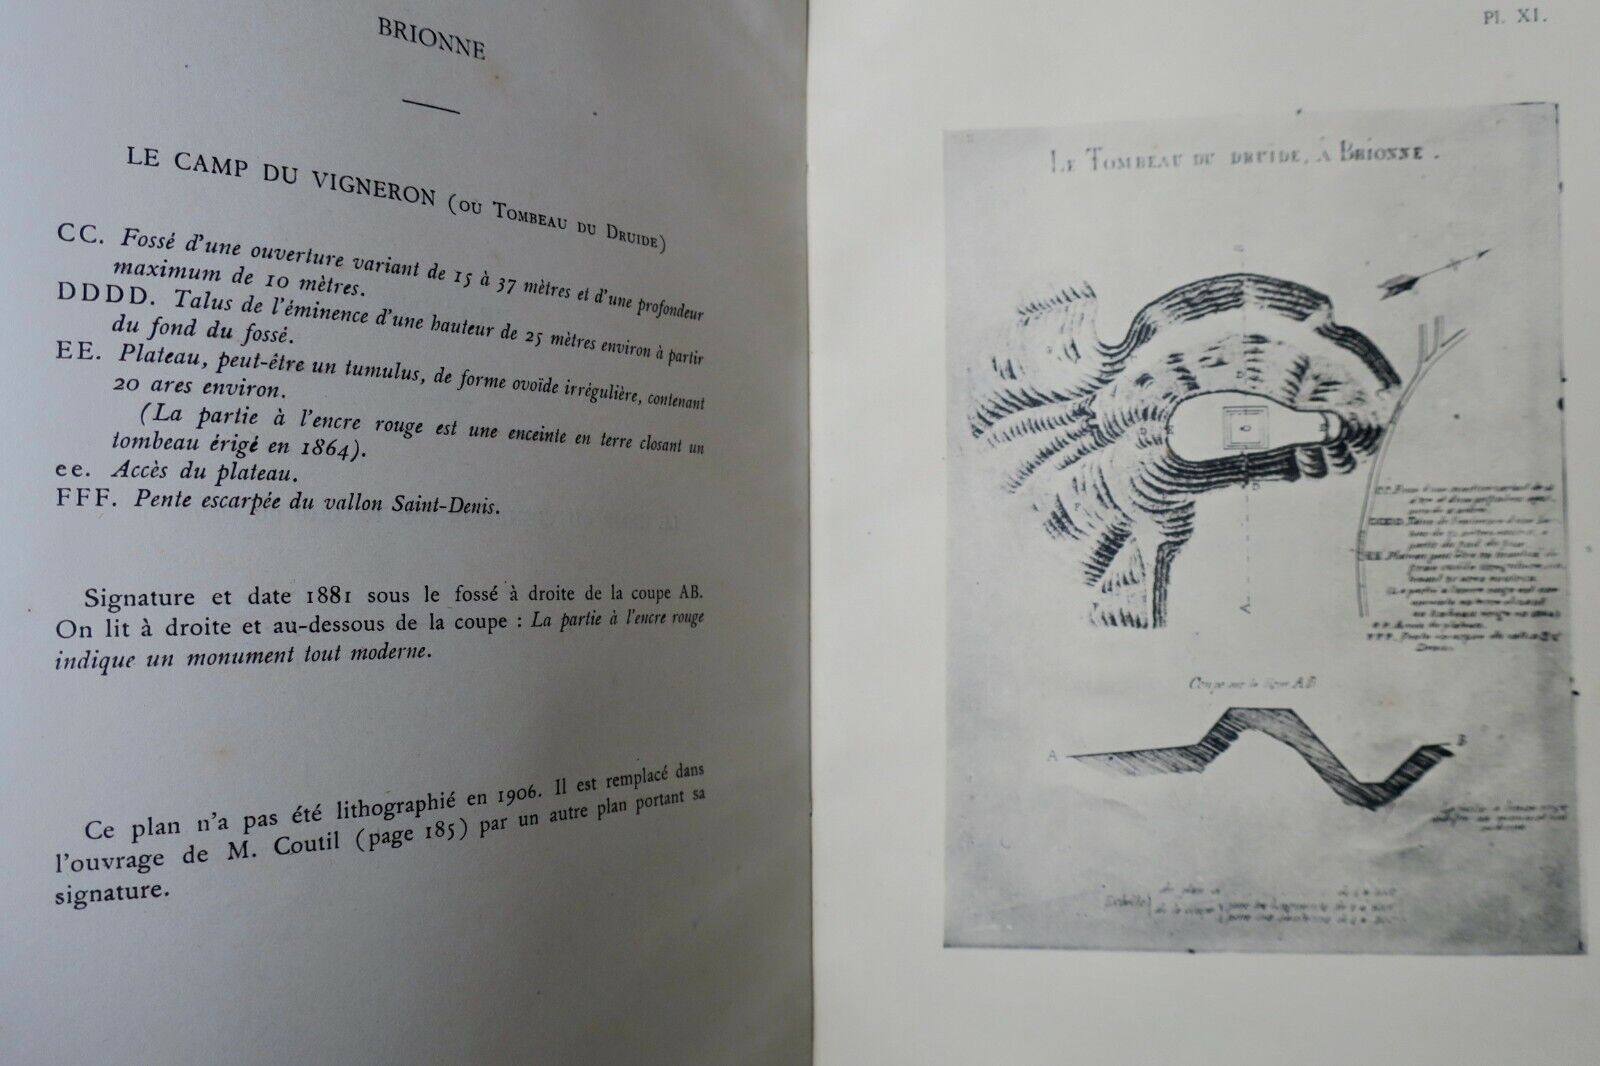 BRIONNE
LE CAMP DU VIGNERON (OU TOMBEAU DU DRUIDE)
CC. Fossé d'une ouverture variant de 15 à 37 mètres et d'une profondeur
maximum de 10 mètres.
DDDD. Talus de l'éminence d'une hauteur de 25 mètres environ à partir
du fond du fossé.
EE. Plateau, peut-être un tumulus, de forme ovoïde irrégulière, contenant
20 ares environ.
(La partie à l'encre rouge est une enceinte en terre closant un
tombeau érigé en 1864).
ee. Accès du plateau.
FFF. Pente escarpée du vallon Saint-Denis.
Signature et date 1881 sous le fossé à droite de la coupe AB.
On lit à droite et au-dessous de la coupe : La partie à l'encre rouge
indique un monument tout moderne.
Ce plan n'a pas été lithographié en 1906. Il est remplacé dans
l'ouvrage de M. Coutil (page 185) par un autre plan portant sa
signature.
Pl. XI.
LE TOMBEAU DU DRUIDE, À BRIONNE.
Coupe sur la ligne AB
A
B